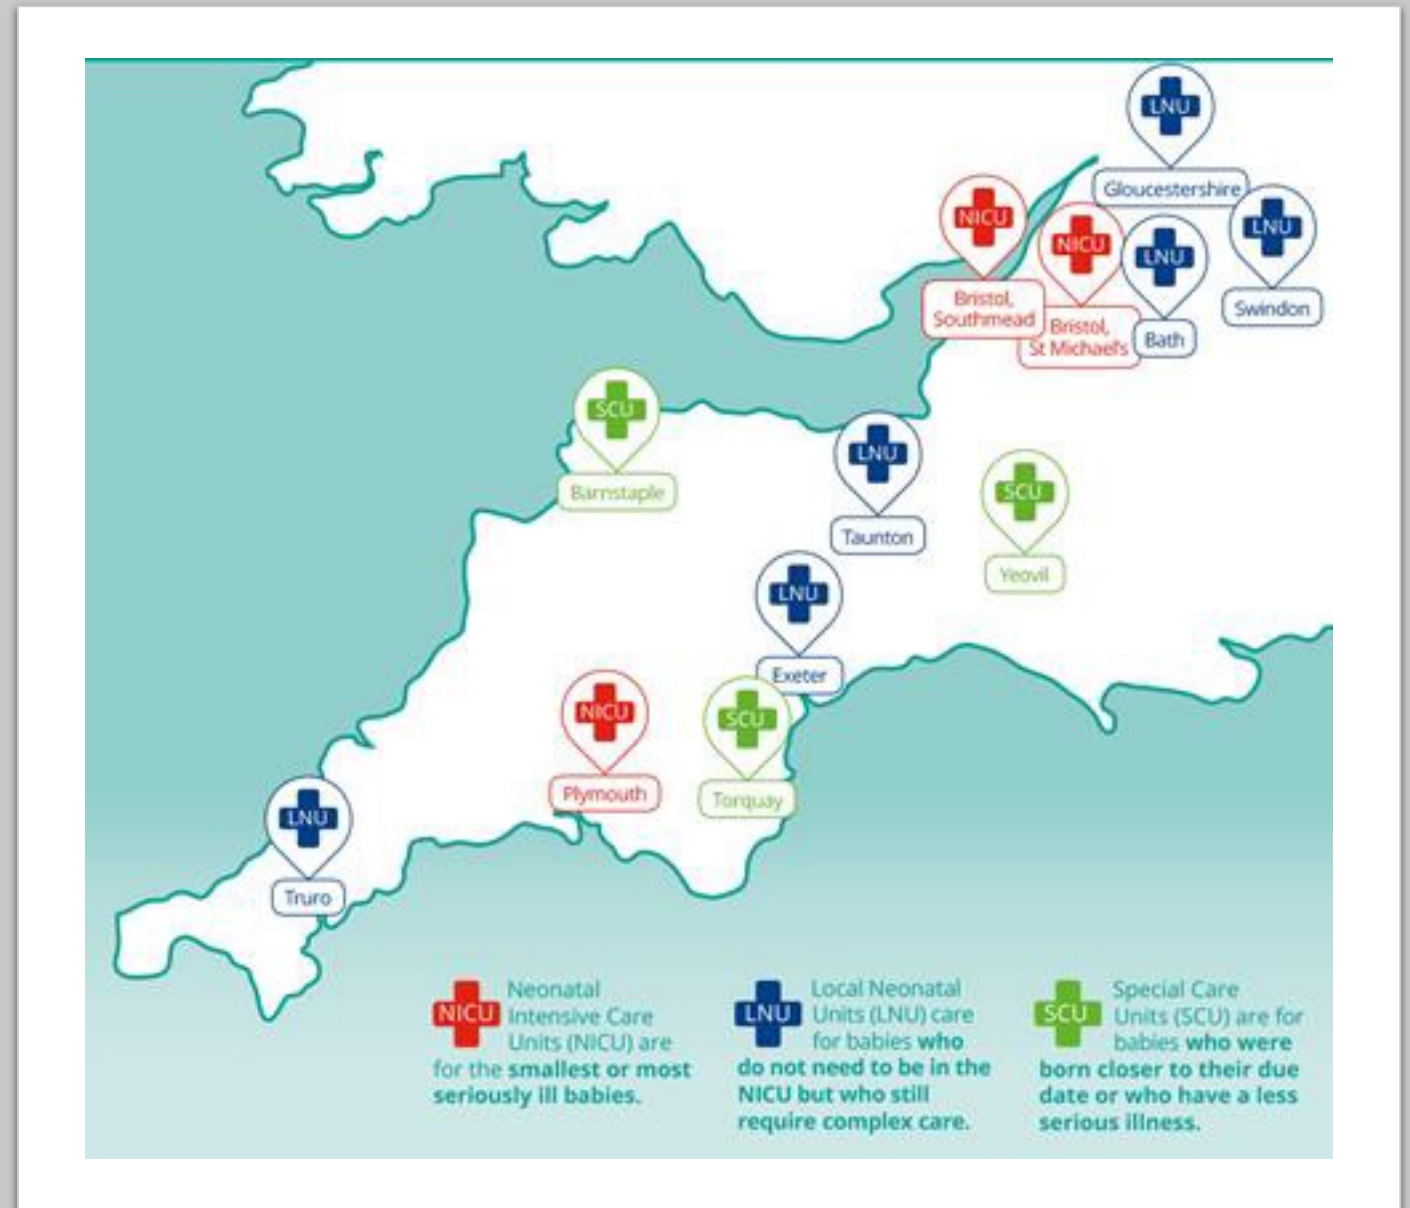 LNU
Gloucestershire
NICU
Bristol,
Southmead
NICU
Bristol,
St Michael's
LNU
Bath
LNU
Swindon
SCU
Barnstaple
LNU
Taunton
SCU
Yeovil
LNU
Exeter
NICU
Plymouth
SCU
Torquay
LNU
Truro
NICU
Neonatal
Intensive Care
Units (NICU) are
for the smallest or most
seriously ill babies.
LNU
Local Neonatal
Units (LNU) care
for babies who
do not need to be in the
NICU but who still
require complex care.
SCU
Special Care
Units (SCU) are for
babies who were
born closer to their due
date or who have a less
serious illness.